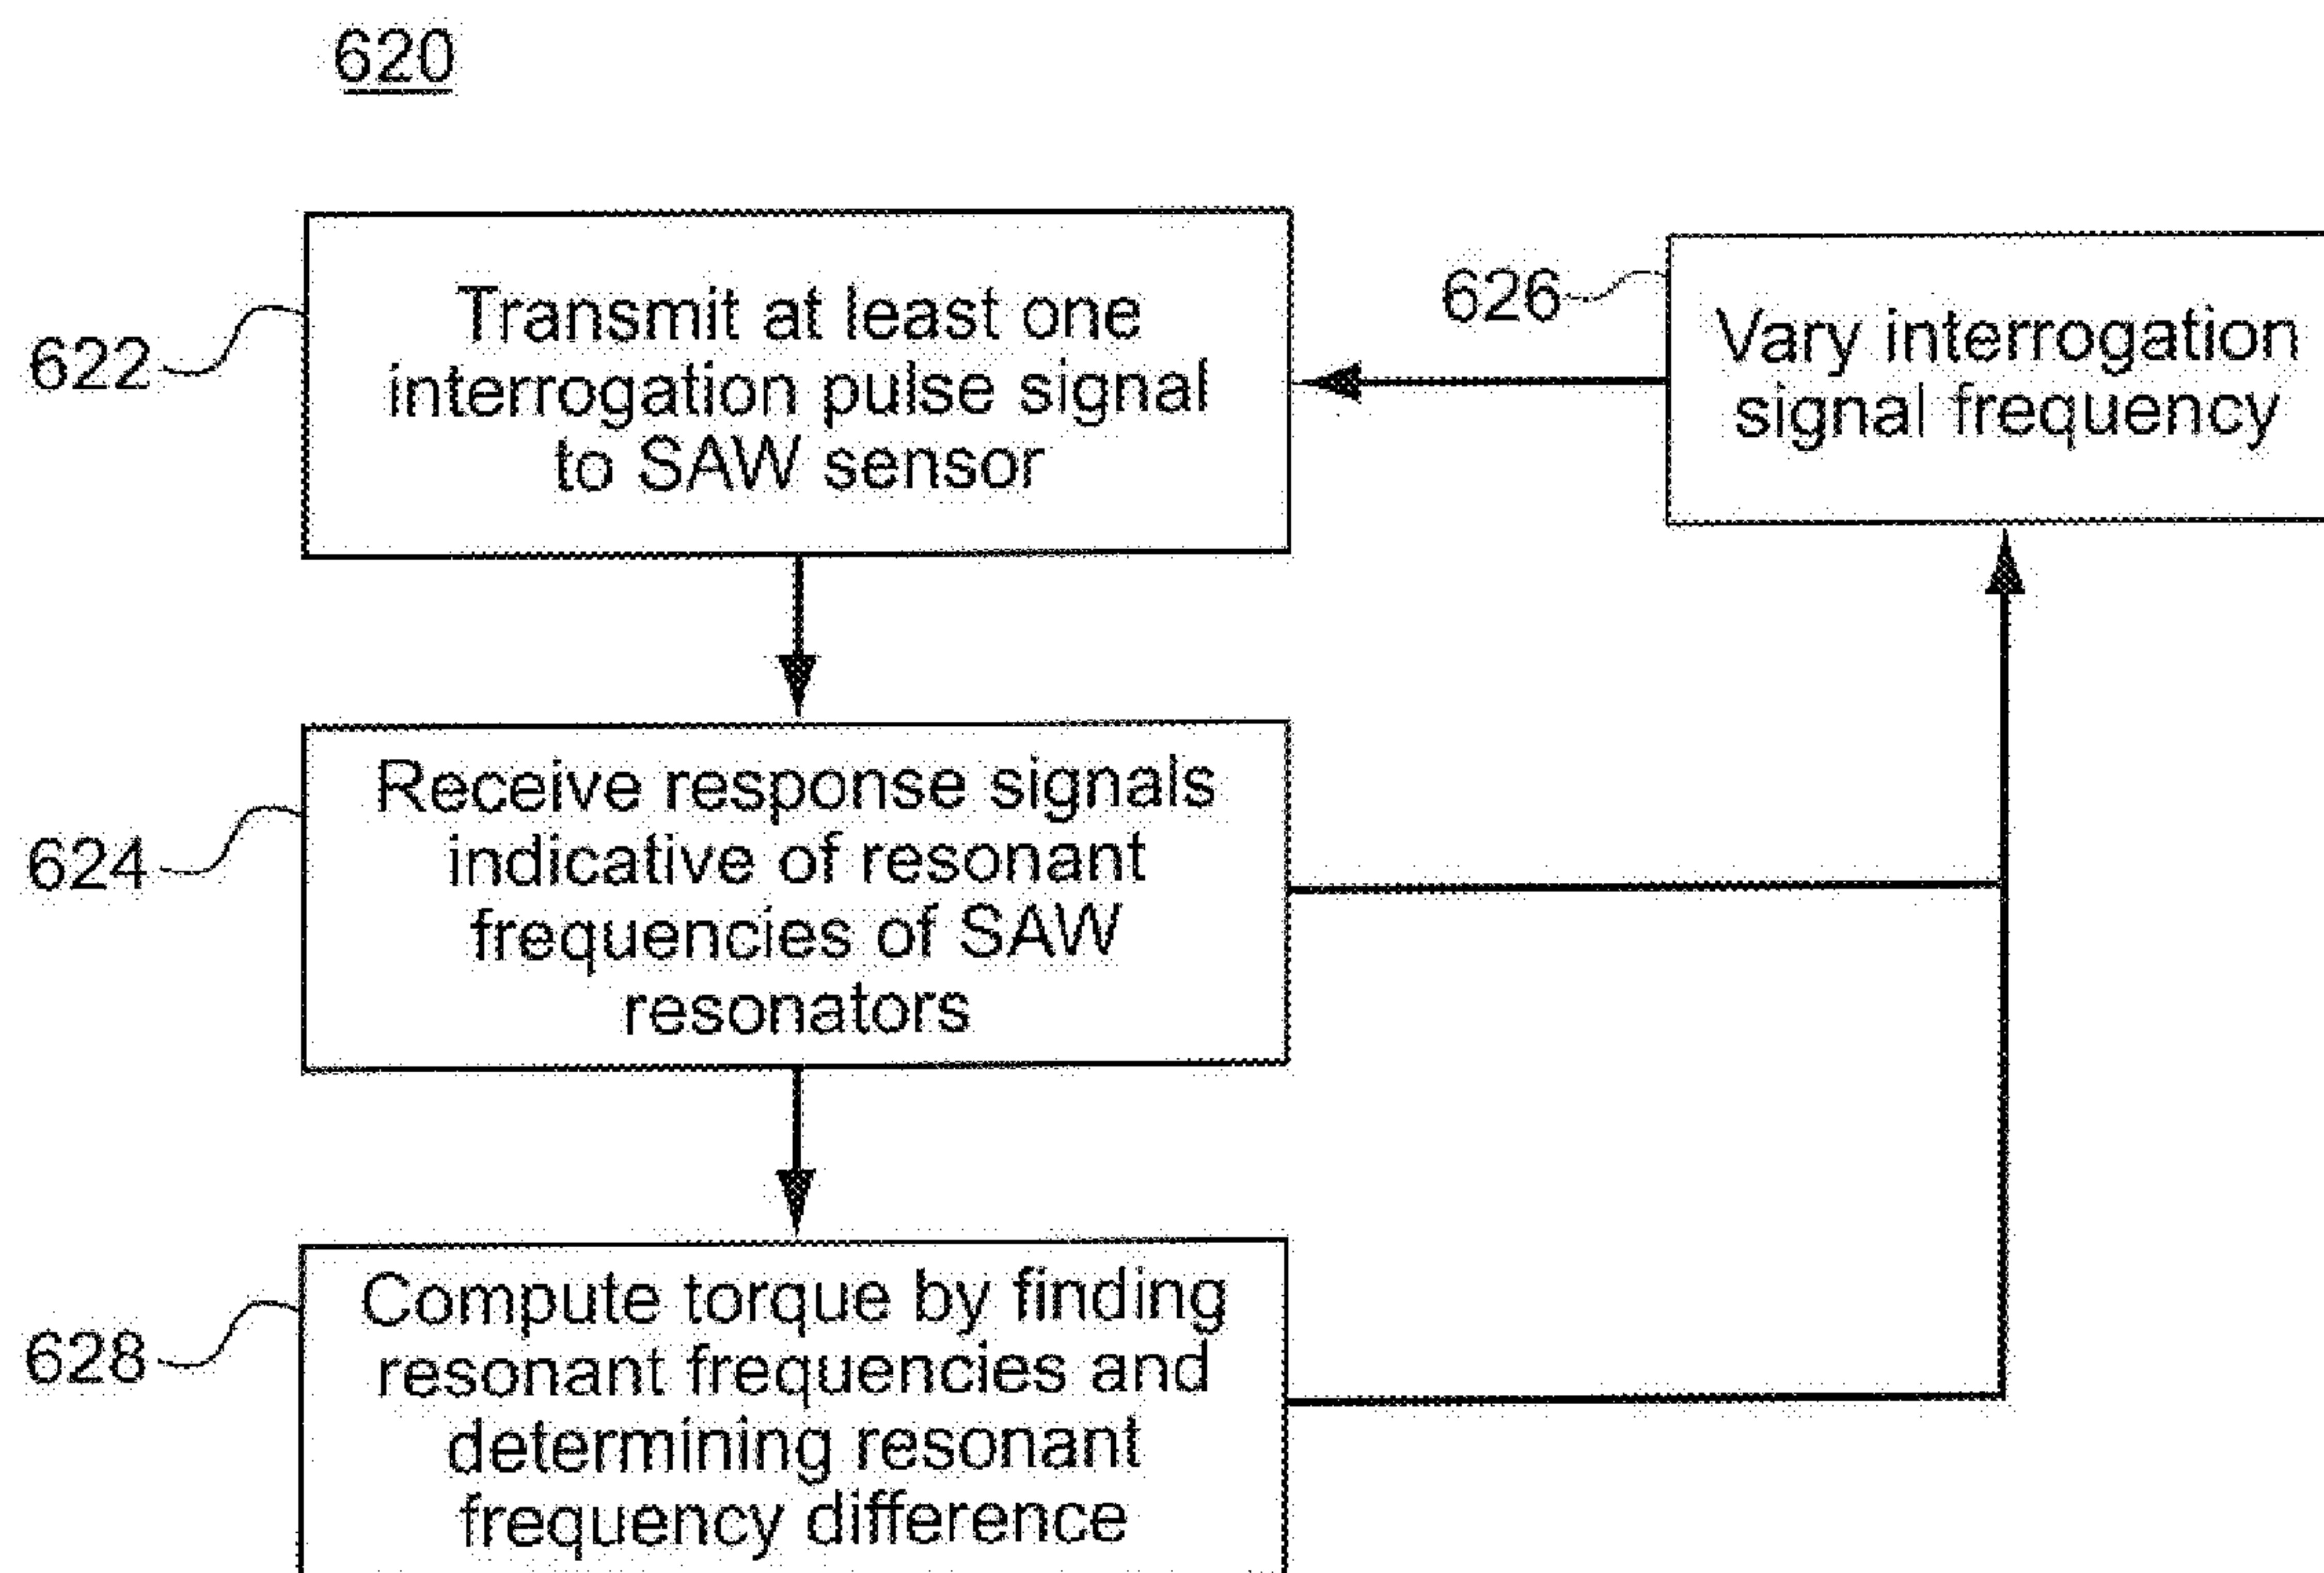 620
622
Transmit at least one
interrogation pulse signal
to SAW sensor
626
Vary interrogation
signal frequency
624
Receive response signals
indicative of resonant
frequencies of SAW
resonators
628
Compute torque by finding
resonant frequencies and
determining resonant
frequency difference